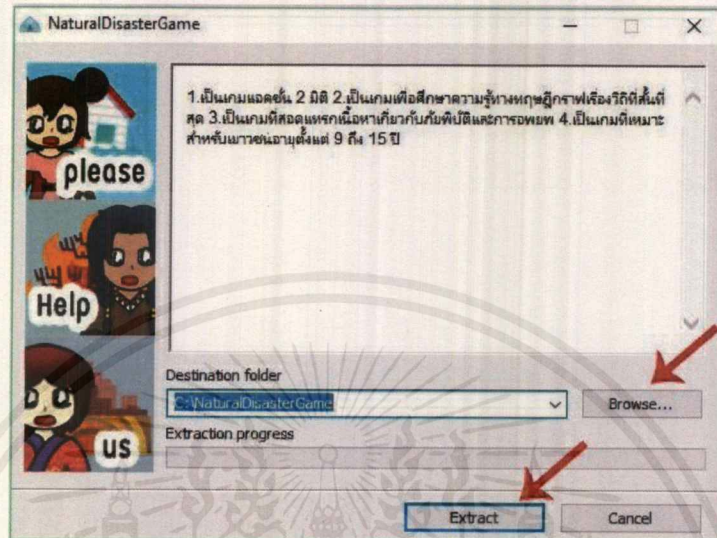 NaturalDisasterGame
please
Help
us
1.เป็นเกมแอคชั่น 2 มิติ 2.เป็นเกมเพื่อศึกษาความรู้ทางทฤษฎีกราฟเรื่องวิถีที่สั้นที่
สุด 3.เป็นเกมที่สอดแทรกเนื้อหาเกี่ยวกับภัยพิบัติและการอพยพ 4.เป็นเกมที่เหมาะ
สำหรับเยาวชนอายุตั้งแต่ 9 ถึง 15 ปี
Destination folder
C:\NaturalDisasterGame
Browse...
Extraction progress
Extract
Cancel